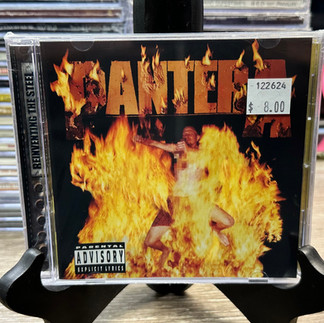 PANTERA
122624
$ 8.00
REINVENTING THE STEEL
PARENTAL
ADVISORY
EXPLICIT LYRICS